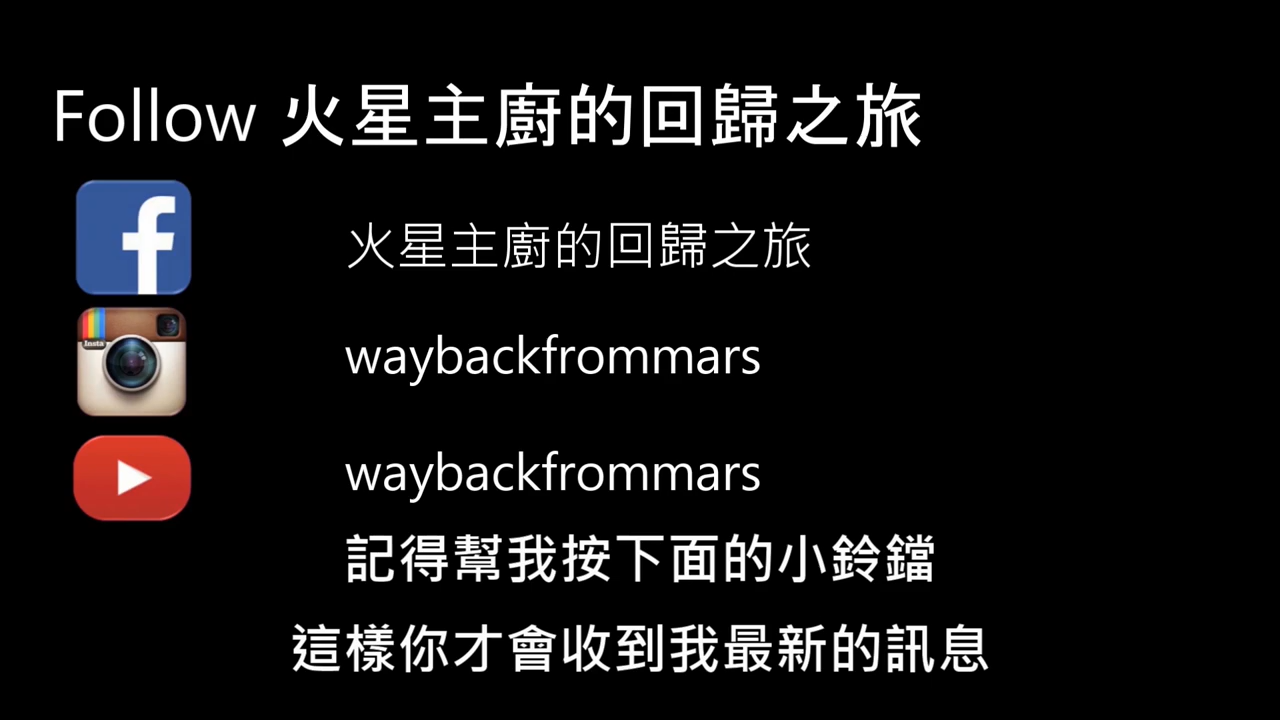 Follow 火星主廚的回歸之旅
火星主廚的回歸之旅
Insta
waybackfrommars
waybackfrommars
記得幫我按下面的小鈴鐺
這樣你才會收到我最新的訊息